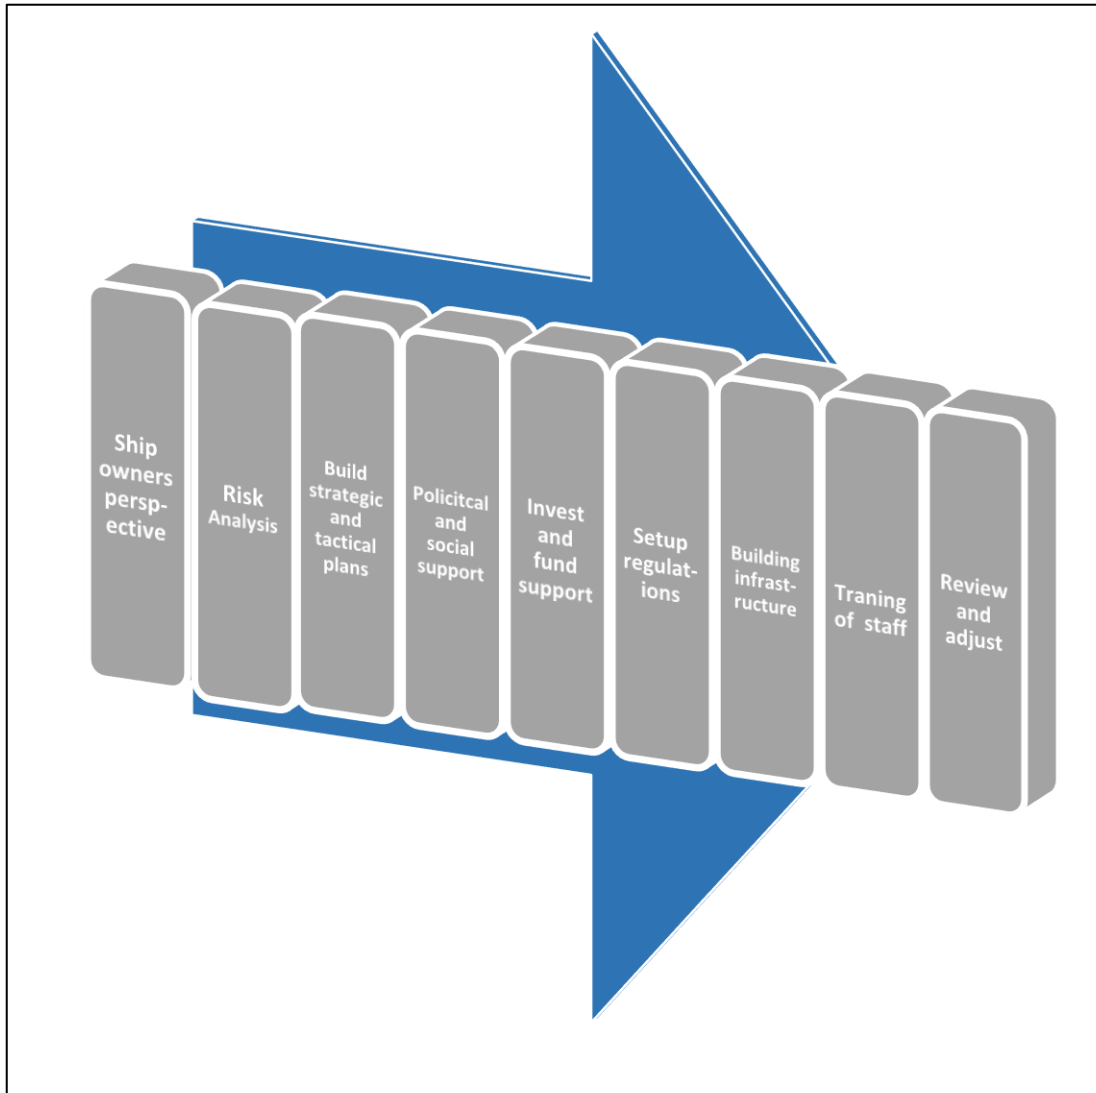 Ship
owners
persp-
ective
Risk
Analysis
Build
strategic
and
tactical
plans
Policitcal
and
social
support
Invest
and
fund
support
Setup
regulat-
ions
Building
infrast-
ructure
Traning
of  staff
Review
and
adjust